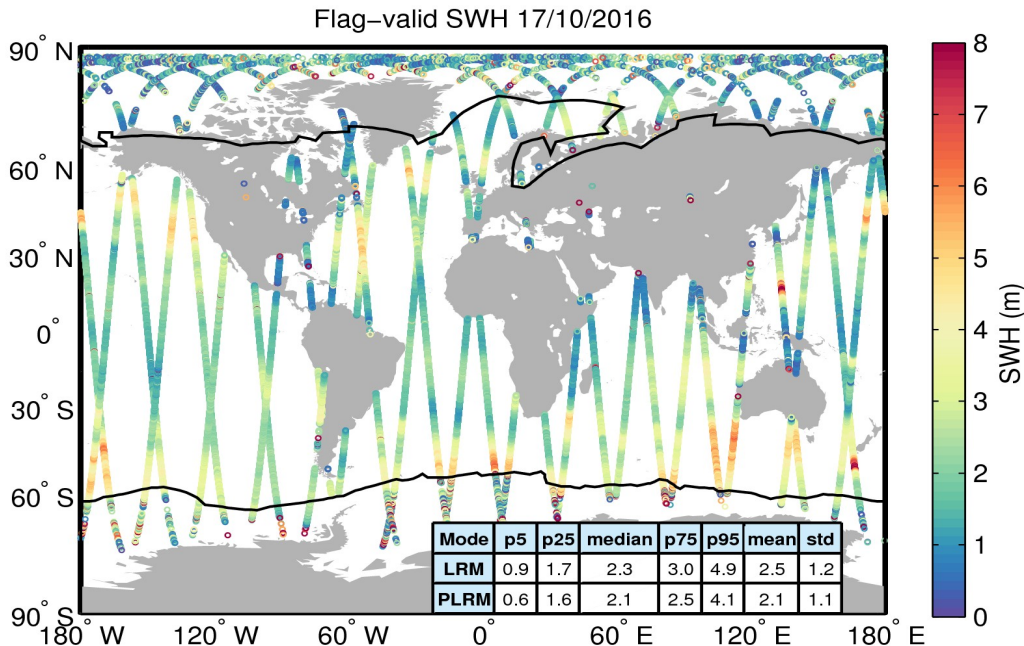 Flag−valid SWH 17/10/2016
90° N
60° N
30° N
0°
30° S
60° S
90° S
180° W
120° W
60° W
0°
60° E
120° E
180° E
8
7
6
5
4
3
2
1
0
SWH (m)
Mode p5 p25 median p75 p95 mean std
LRM 0.9 1.7 2.3 3.0 4.9 2.5 1.2
PLRM 0.6 1.6 2.1 2.5 4.1 2.1 1.1